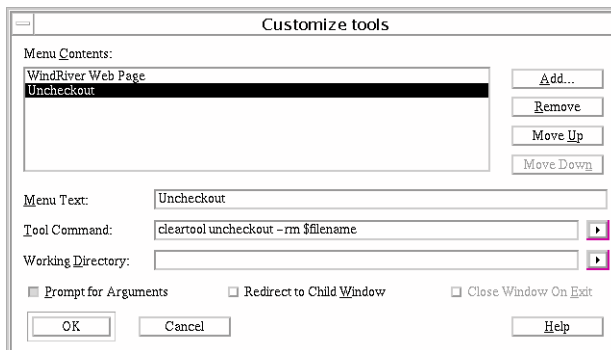 Customize tools
Menu Contents:
WindRiver Web Page
Uncheckout
Add...
Remove
Move Up
Move Down
Menu Text: Uncheckout
Tool Command: cleartool uncheckout –rm $filename
Working Directory:
Prompt for Arguments Redirect to Child Window Close Window On Exit
OK Cancel Help